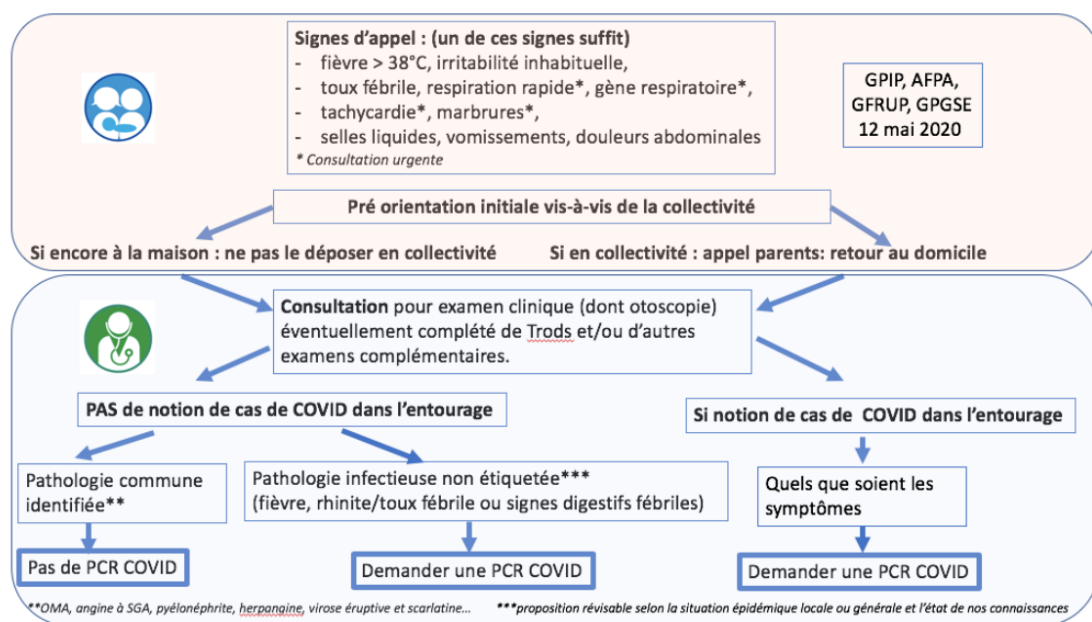 Signes d'appel : (un de ces signes suffit)
- fièvre > 38°C, irritabilité inhabituelle,
- toux fébrile, respiration rapide*, gène respiratoire*,
- tachycardie*, marbrures*,
- selles liquides, vomissements, douleurs abdominales
* Consultation urgente
GPIP, AFPA,
GFRUP, GPGSE
12 mai 2020
Pré orientation initiale vis-à-vis de la collectivité
Si encore à la maison : ne pas le déposer en collectivité
Si en collectivité : appel parents: retour au domicile
Consultation pour examen clinique (dont otoscopie)
éventuellement complété de Trods et/ou d'autres
examens complémentaires.
PAS de notion de cas de COVID dans l'entourage
Si notion de cas de COVID dans l'entourage
Pathologie commune
identifiée**
Pathologie infectieuse non étiquetée***
(fièvre, rhinite/toux fébrile ou signes digestifs fébriles)
Quels que soient les
symptômes
Pas de PCR COVID
Demander une PCR COVID
Demander une PCR COVID
**OMA, angine à SGA, pyélonéphrite, herpangine, virose éruptive et scarlatine...
***proposition révisable selon la situation épidémique locale ou générale et l'état de nos connaissances